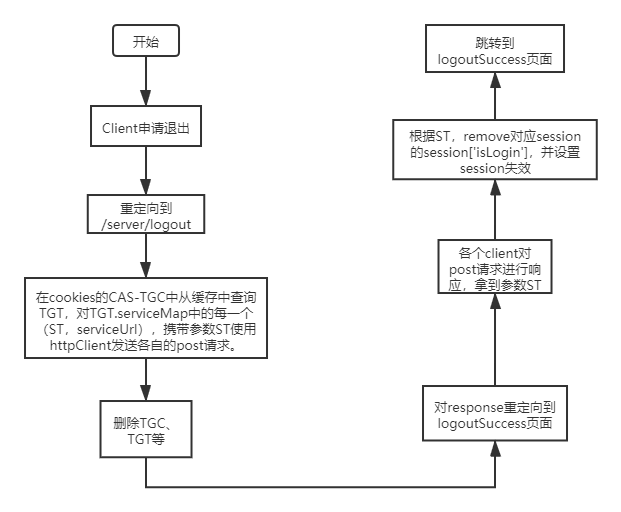 开始
Client申请退出
重定向到
/server/logout
在cookies的CAS-TGC中从缓存中查询
TGT，对TGT.serviceMap中的每一个
（ST，serviceUrl），携带参数ST使用
httpClient发送各自的post请求。
删除TGC、
TGT等
对response重定向到
logoutSuccess页面
各个client对
post请求进行响
应，拿到参数ST
根据ST，remove对应session
的session['isLogin']，并设置
session失效
跳转到
logoutSuccess页面